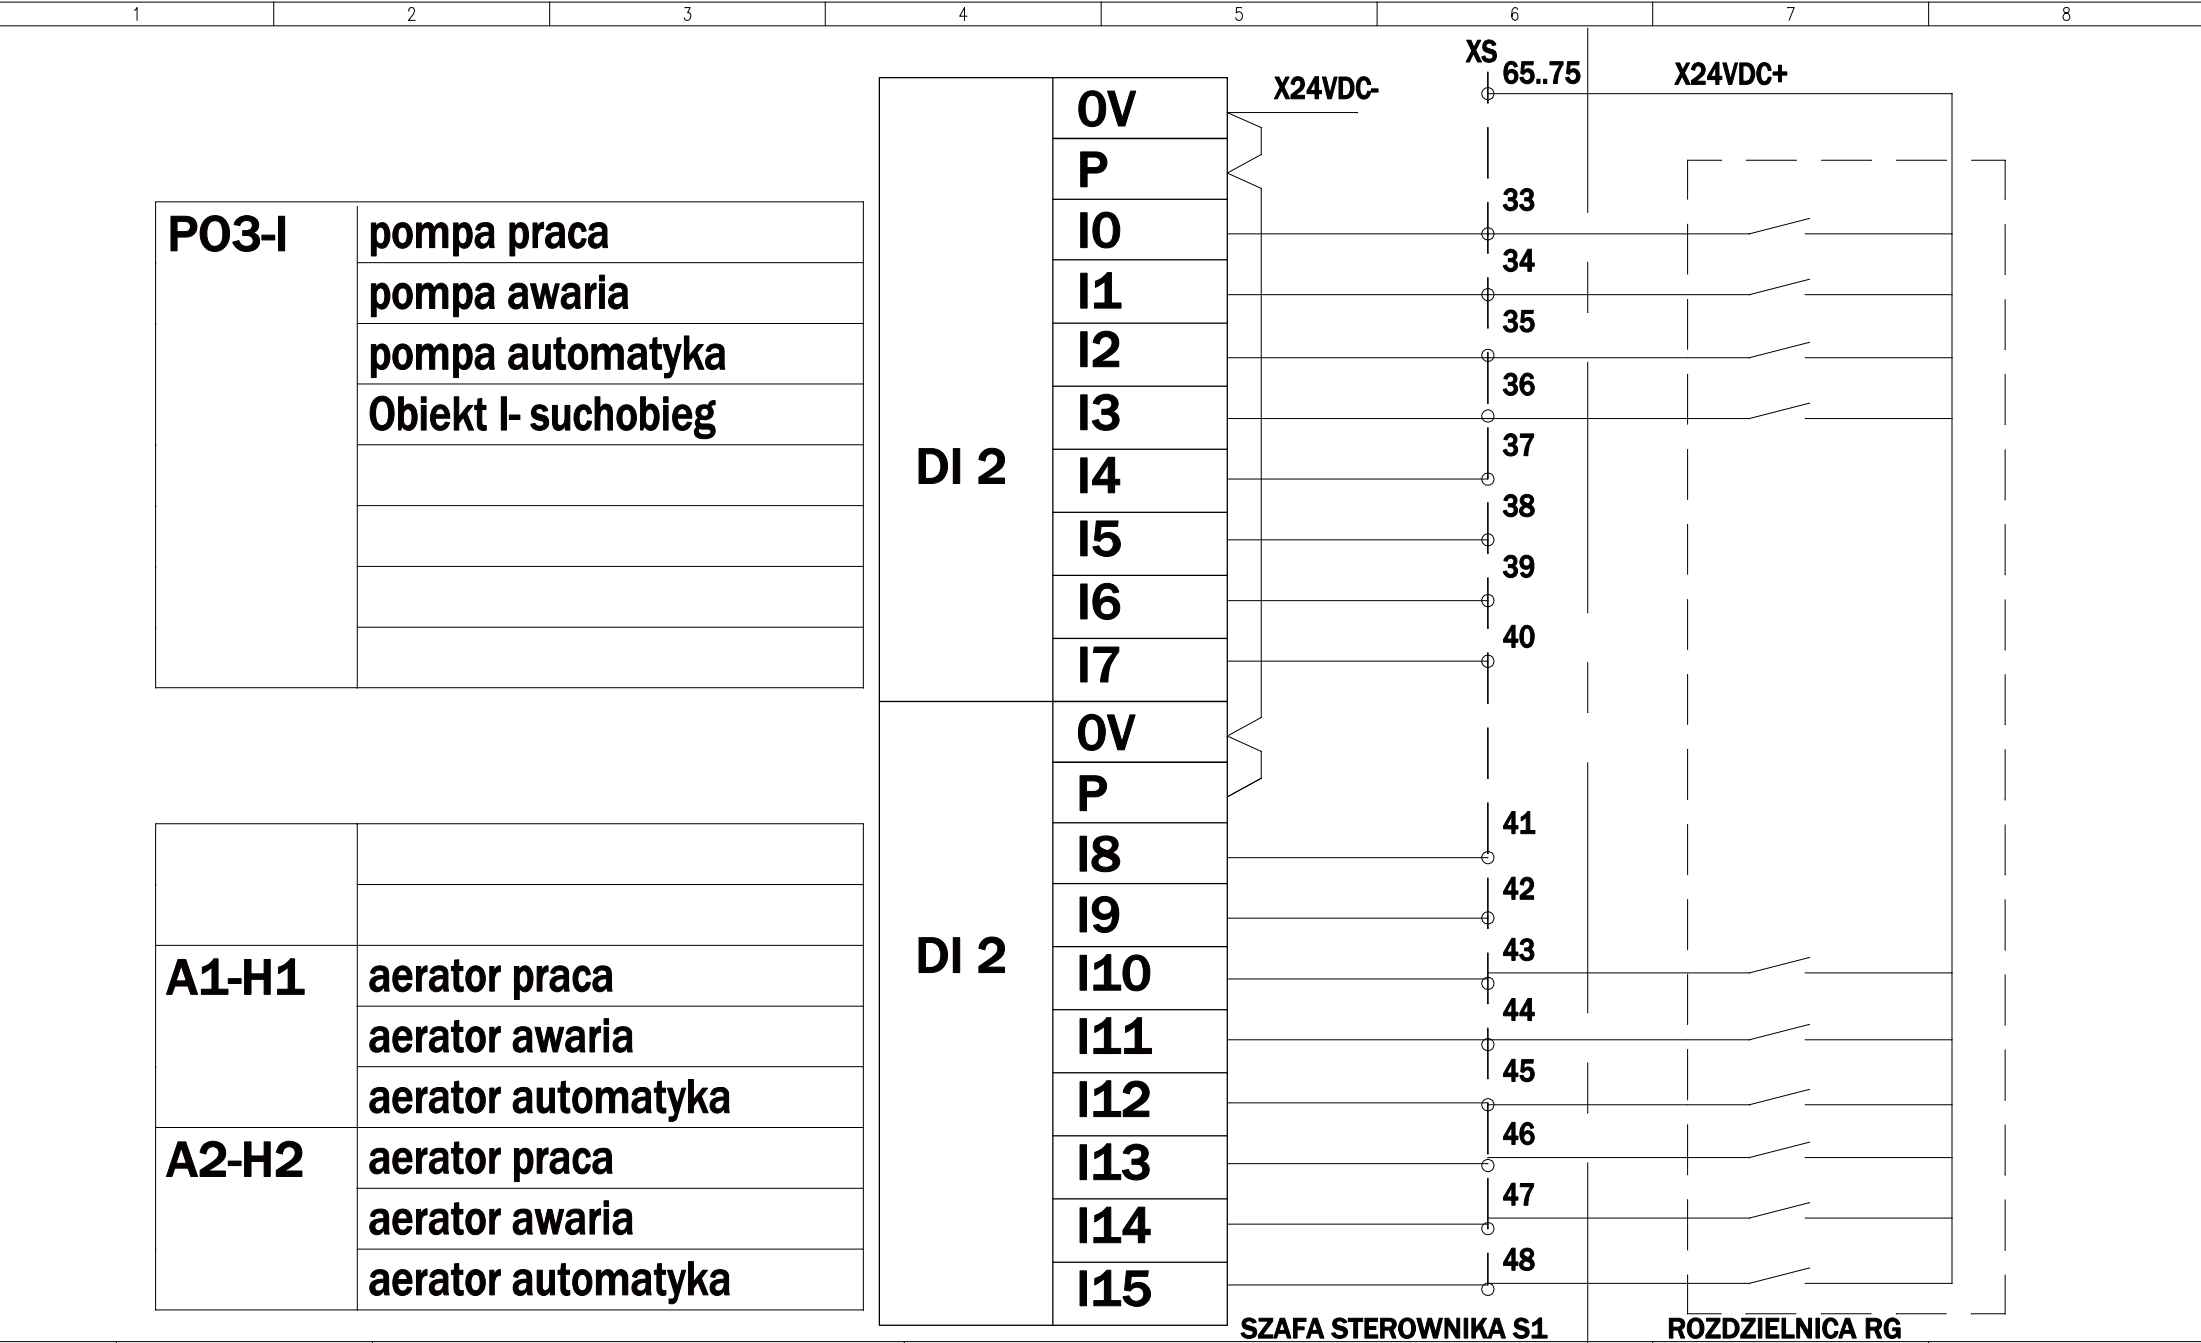 1 2 3 4 5 6 7 8
XS
65..75
X24VDC-
X24VDC+
0V
P
33
PO3-I pompa praca I0
34
pompa awaria I1
35
pompa automatyka I2
36
Obiekt I- suchobieg I3
37
DI 2 I4
38
I5
39
I6
40
I7
0V
P
41
I8
42
I9
DI 2
43
A1-H1 aerator praca I10
44
aerator awaria I11
45
aerator automatyka I12
46
A2-H2 aerator praca I13
47
aerator awaria I14
48
aerator automatyka I15
SZAFA STEROWNIKA S1 ROZDZIELNICA RG